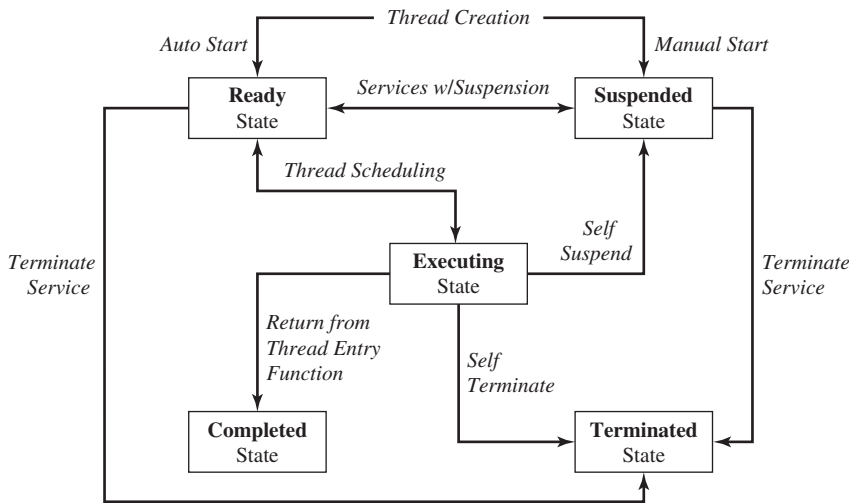 Thread Creation
Auto Start
Manual Start
Ready
State
Services w/Suspension
Suspended
State
Thread Scheduling
Terminate
Service
Executing
State
Self
Suspend
Terminate
Service
Return from
Thread Entry
Function
Self
Terminate
Completed
State
Terminated
State